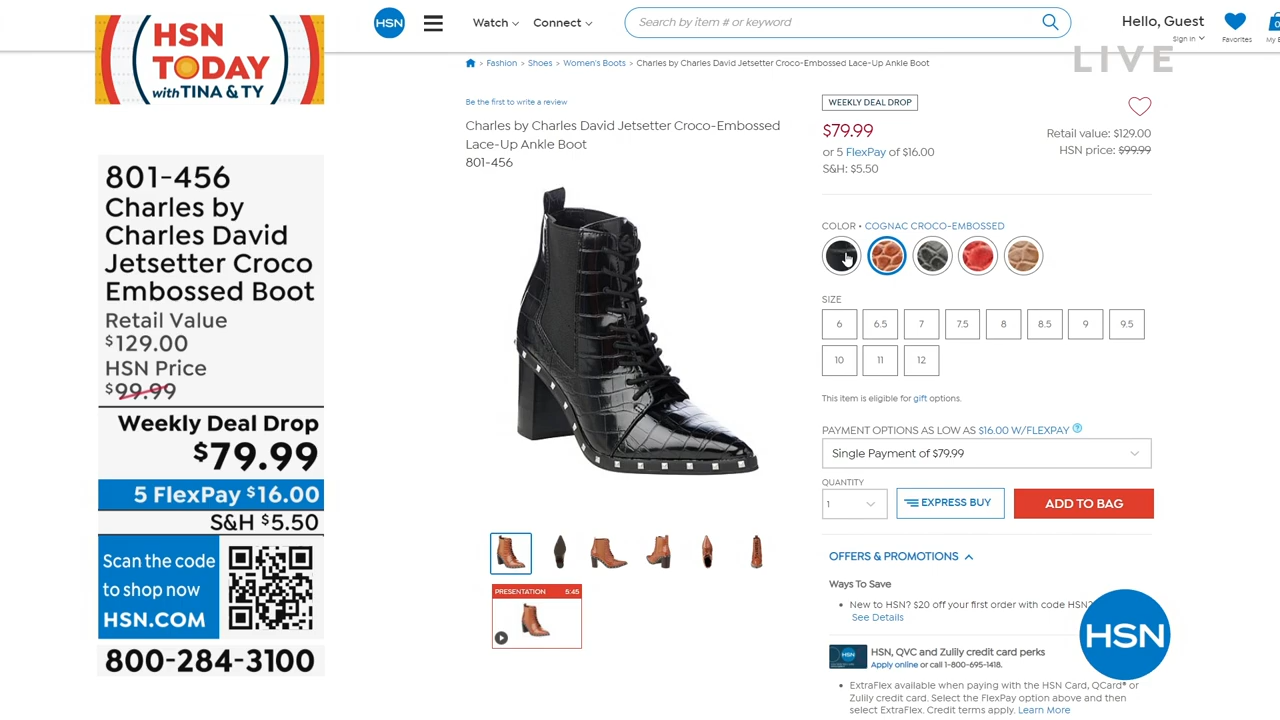 HSN
TODAY
with TINA & TY
801-456
Charles by
Charles David
Jetsetter Croco
Embossed Boot
Retail Value
$129.00
HSN Price
$99.99
Weekly Deal Drop
$79.99
5 FlexPay $16.00
S&H $5.50
Scan the code
to shop now
HSN.COM
800-284-3100
HSN
Watch
Connect
Search by item # or keyword
Hello, Guest
Sign In
Favorites
My
LIVE
> Fashion > Shoes > Women's Boots > Charles by Charles David Jetsetter Croco-Embossed Lace-Up Ankle Boot
Be the first to write a review
Charles by Charles David Jetsetter Croco-Embossed
Lace-Up Ankle Boot
801-456
PRESENTATION 5:45
WEEKLY DEAL DROP
$79.99
or 5 FlexPay of $16.00
S&H: $5.50
Retail value: $129.00
HSN price: $99.99
COLOR • COGNAC CROCO-EMBOSSED
SIZE
6 6.5 7 7.5 8 8.5 9 9.5
10 11 12
This item is eligible for gift options.
PAYMENT OPTIONS AS LOW AS $16.00 W/FLEXPAY ?
Single Payment of $79.99
QUANTITY
1
EXPRESS BUY
ADD TO BAG
OFFERS & PROMOTIONS
Ways To Save
• New to HSN? $20 off your first order with code HSN2
See Details
HSN
HSN, QVC and Zulily credit card perks
Apply online or call 1-800-695-1418.
• ExtraFlex available when paying with the HSN Card, QCard® or
Zulily credit card. Select the FlexPay option above and then
select ExtraFlex. Credit terms apply. Learn More